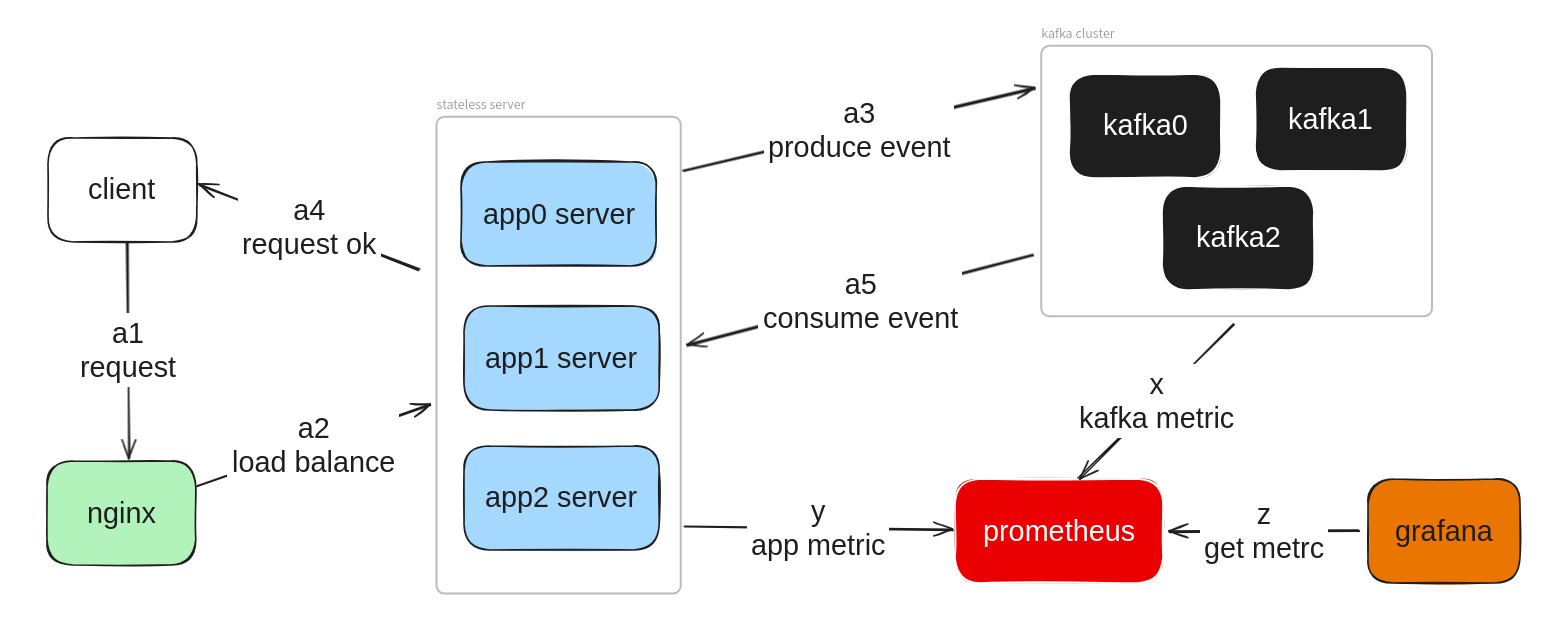 kafka cluster
kafka0
kafka1
kafka2
stateless server
app0 server
app1 server
app2 server
a3
produce event
client
a4
request ok
a5
consume event
a1
request
a2
load balance
nginx
x
kafka metric
y
app metric
prometheus
z
get metrc
grafana